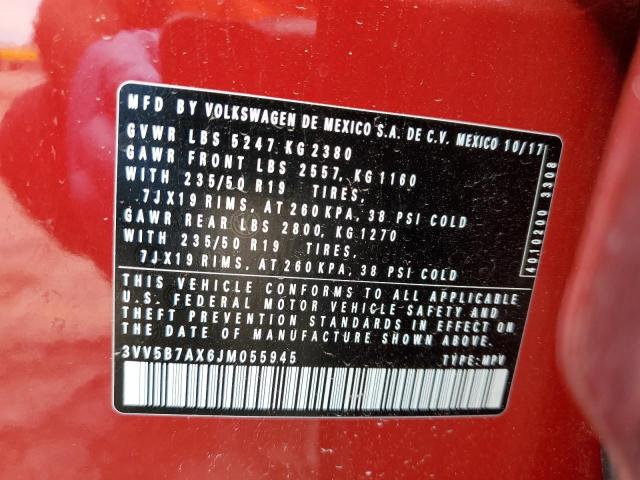 MFD BY VOLKSWAGEN DE MEXICO S.A. DE C.V. MEXICO 10/17
GVWR LBS 5247 KG 2380
GAWR FRONT LBS 2557, KG 1160
WITH 235/50 R19 TIRES,
7JX19 RIMS, AT 260 KPA, 38 PSI COLD
GAWR REAR LBS 2800, KG 1270
WITH 235/50 R19 TIRES,
7JX19 RIMS, AT 260 KPA, 38 PSI COLD
THIS VEHICLE CONFORMS TO ALL APPLICABLE
U.S. FEDERAL MOTOR VEHICLE SAFETY AND
THEFT PREVENTION STANDARDS IN EFFECT ON
THE DATE OF MANUFACTURE SHOWN ABOVE.
3VV5B7AX6JM055945 TYPE: MPV
4010200 3308